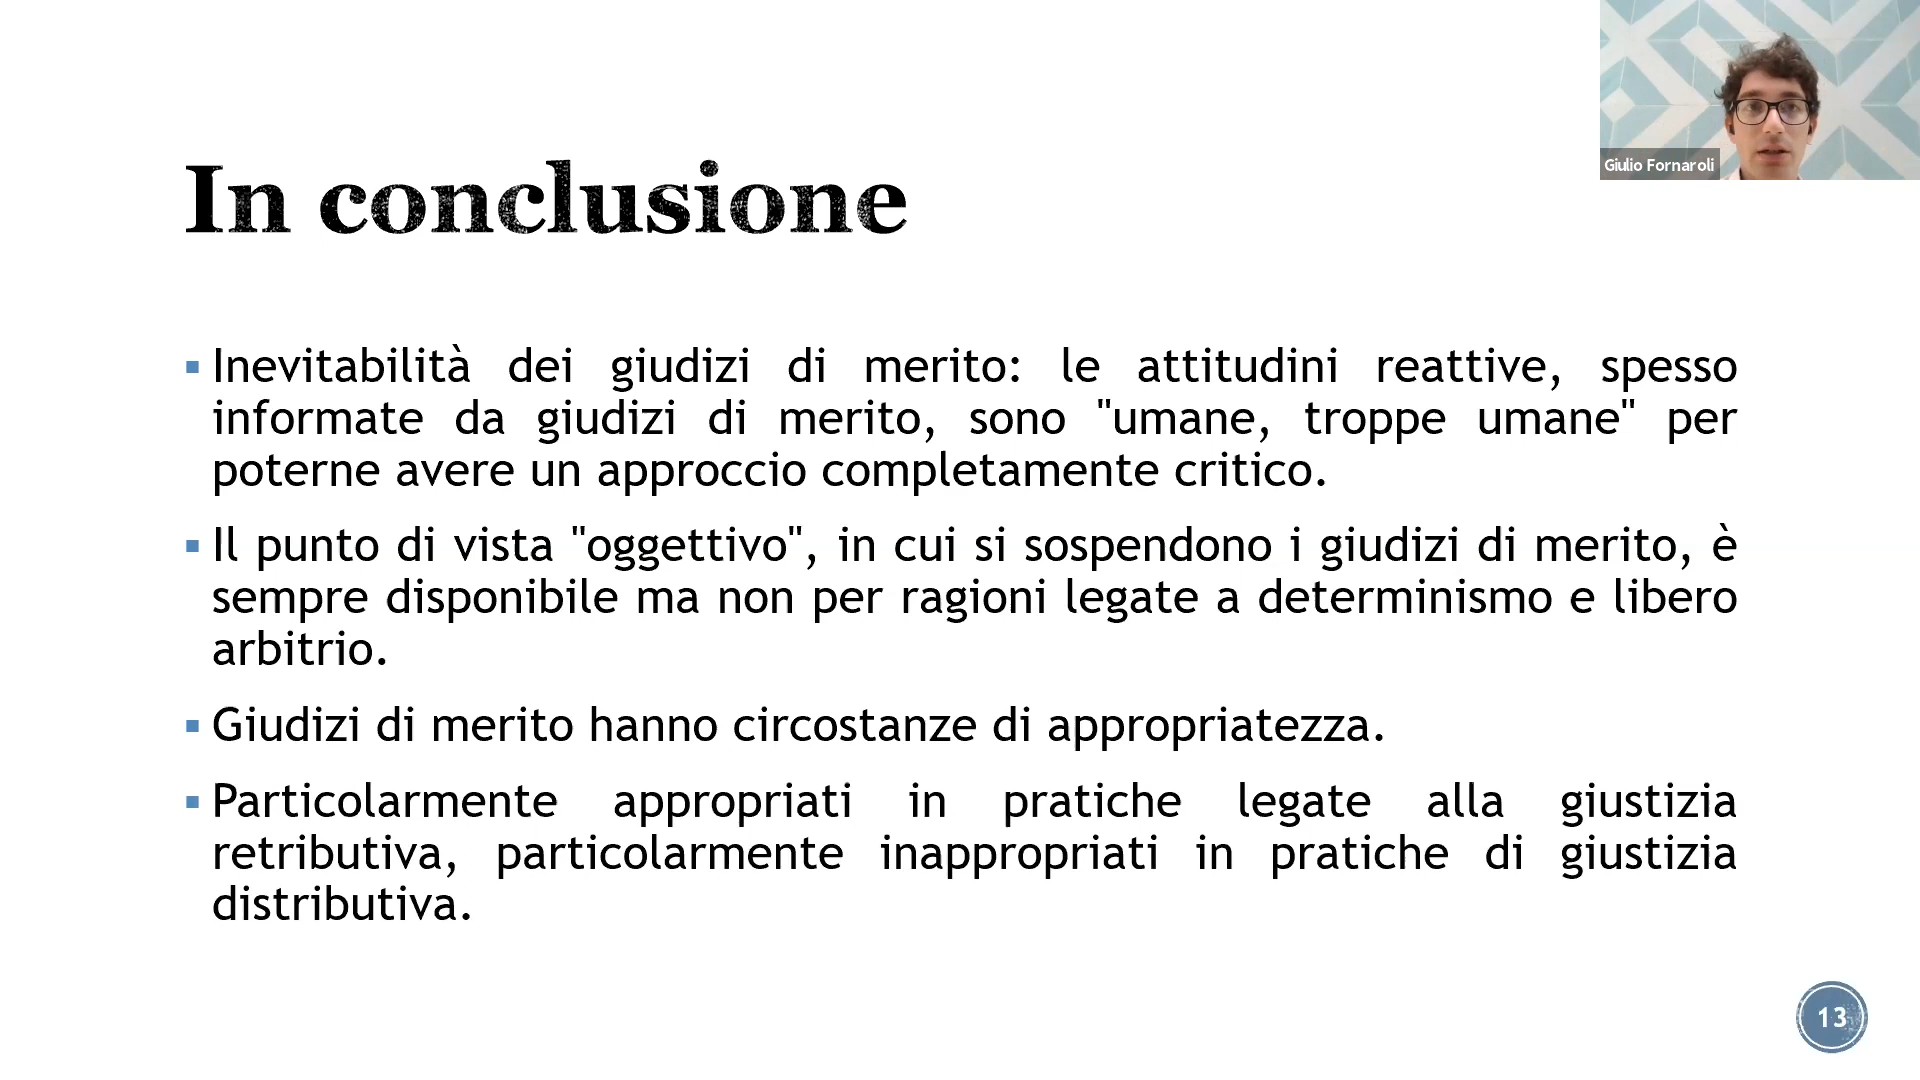 Giulio Fornaroli
In conclusione
Inevitabilità dei giudizi di merito: le attitudini reattive, spesso
informate da giudizi di merito, sono "umane, troppe umane" per
poterne avere un approccio completamente critico.
Il punto di vista "oggettivo", in cui si sospendono i giudizi di merito, è
sempre disponibile ma non per ragioni legate a determinismo e libero
arbitrio.
Giudizi di merito hanno circostanze di appropriatezza.
Particolarmente appropriati in pratiche legate alla giustizia
retributiva, particolarmente inappropriati in pratiche di giustizia
distributiva.
13